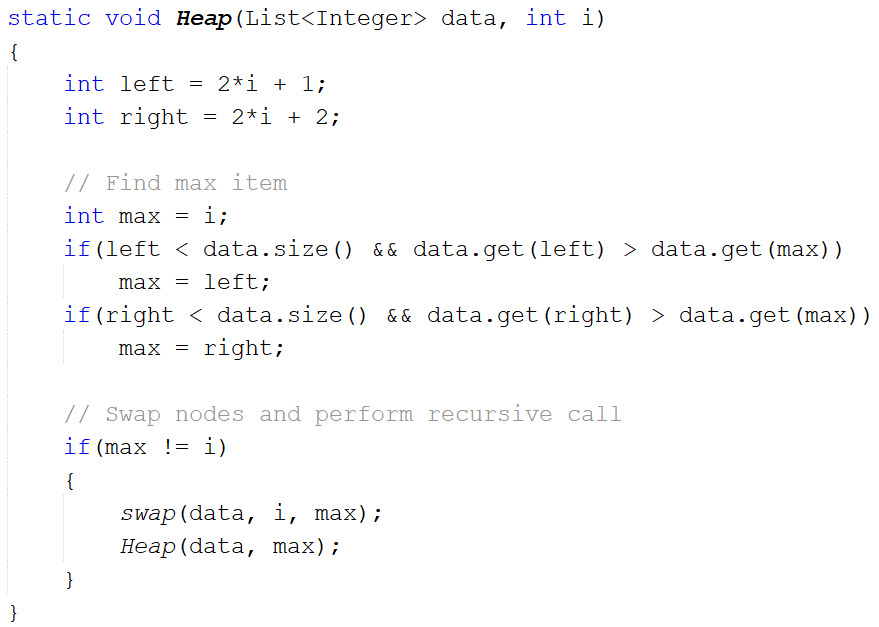 static void Heap(List<Integer> data, int i)
{
    int left = 2*i + 1;
    int right = 2*i + 2;

    // Find max item
    int max = i;
    if(left < data.size() && data.get(left) > data.get(max))
        max = left;
    if(right < data.size() && data.get(right) > data.get(max))
        max = right;

    // Swap nodes and perform recursive call
    if(max != i)
    {
        swap(data, i, max);
        Heap(data, max);
    }
}